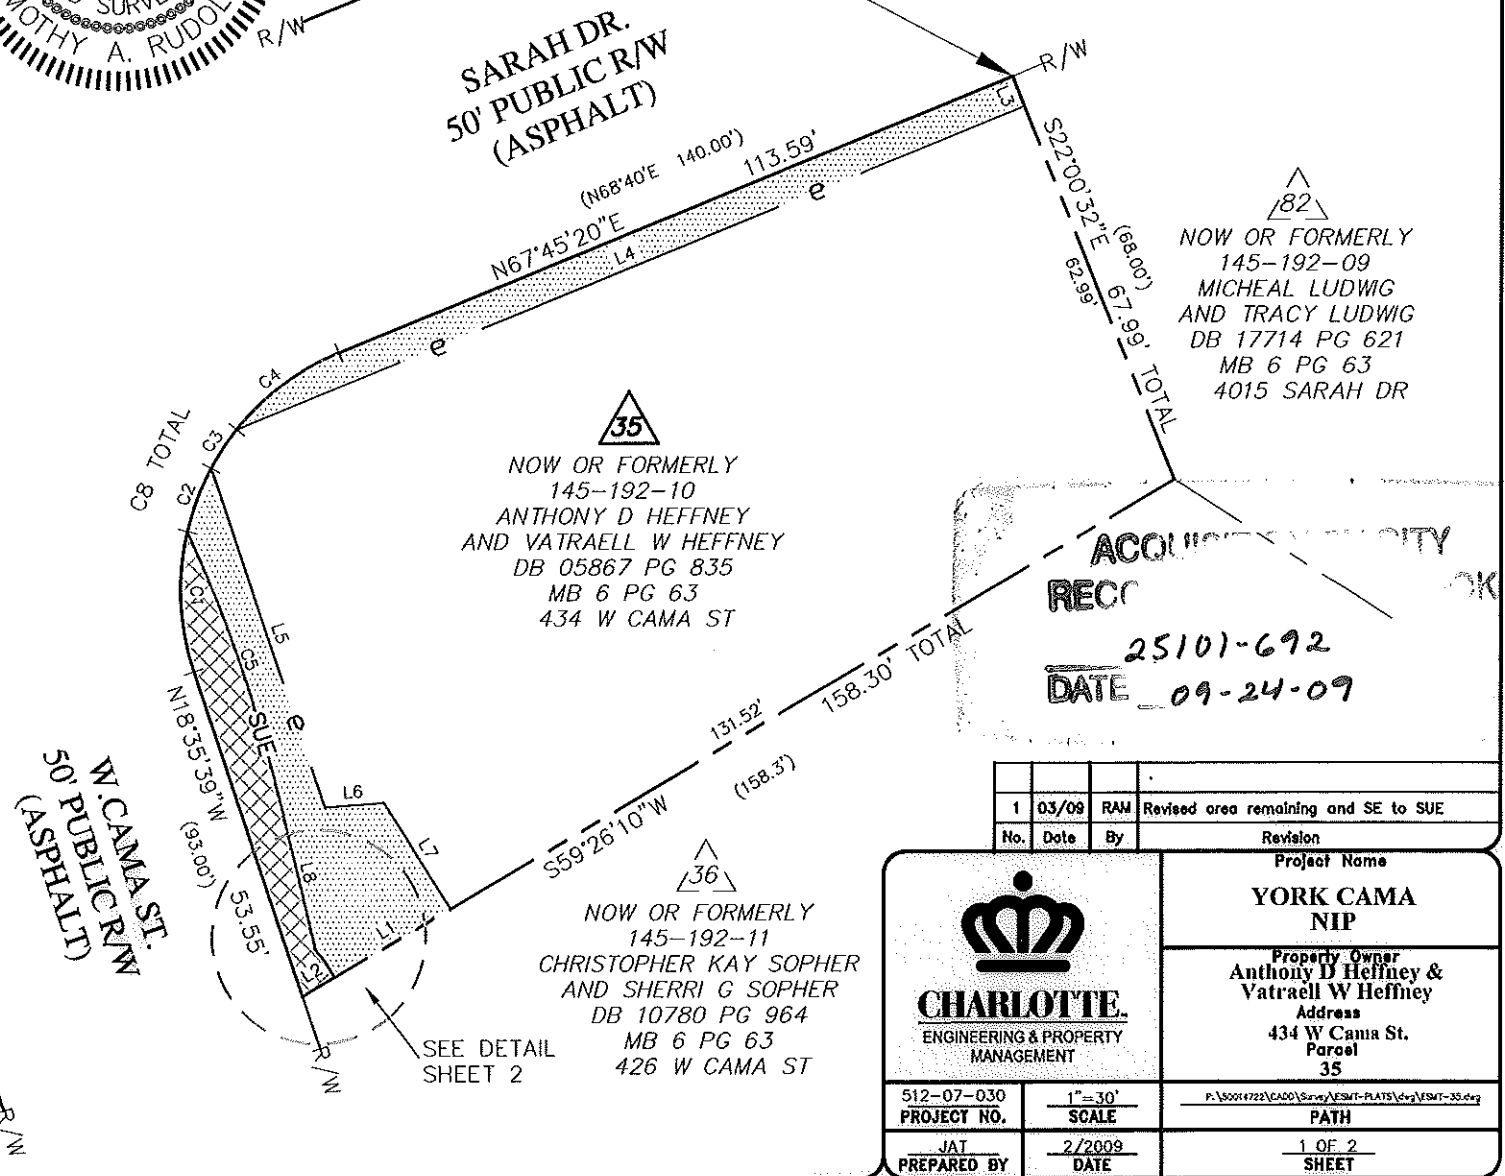 SURVE
MOTHY A. RUDOL
R/W
SARAH DR.
50' PUBLIC R/W
(ASPHALT)
R/W
L3
(N68°40'E 140.00')
113.59'
N67°45'20"E
L4
e
e
S22°00'32"E 67.99' TOTAL
(68.00')
62.99'
82
NOW OR FORMERLY
145-192-09
MICHEAL LUDWIG
AND TRACY LUDWIG
DB 17714 PG 621
MB 6 PG 63
4015 SARAH DR
C4
C3
C8 TOTAL
C2
C1
35
NOW OR FORMERLY
145-192-10
ANTHONY D HEFFNEY
AND VATRAELL W HEFFNEY
DB 05867 PG 835
MB 6 PG 63
434 W CAMA ST
L5
C5
SUE
e
N18°35'39"W
(93.00')
53.55'
L6
L7
L8
L1
L2
W.CAMA ST.
50' PUBLIC R/W
(ASPHALT)
S59°26'10"W
131.52'
158.30' TOTAL
(158.3')
REC
25101-692
DATE 09-24-09
36
NOW OR FORMERLY
145-192-11
CHRISTOPHER KAY SOPHER
AND SHERRI G SOPHER
DB 10780 PG 964
MB 6 PG 63
426 W CAMA ST
SEE DETAIL
SHEET 2
R/W
R/W
1 03/09 RAM Revised area remaining and SE to SUE
No. Date By Revision
CHARLOTTE.
ENGINEERING & PROPERTY
MANAGEMENT
Project Name
YORK CAMA
NIP
Property Owner
Anthony D Heffney &
Vatraell W Heffney
Address
434 W Cama St.
Parcel
35
512-07-030
PROJECT NO.
1"=30'
SCALE
PATH
JAT
PREPARED BY
2/2009
DATE
1 OF 2
SHEET